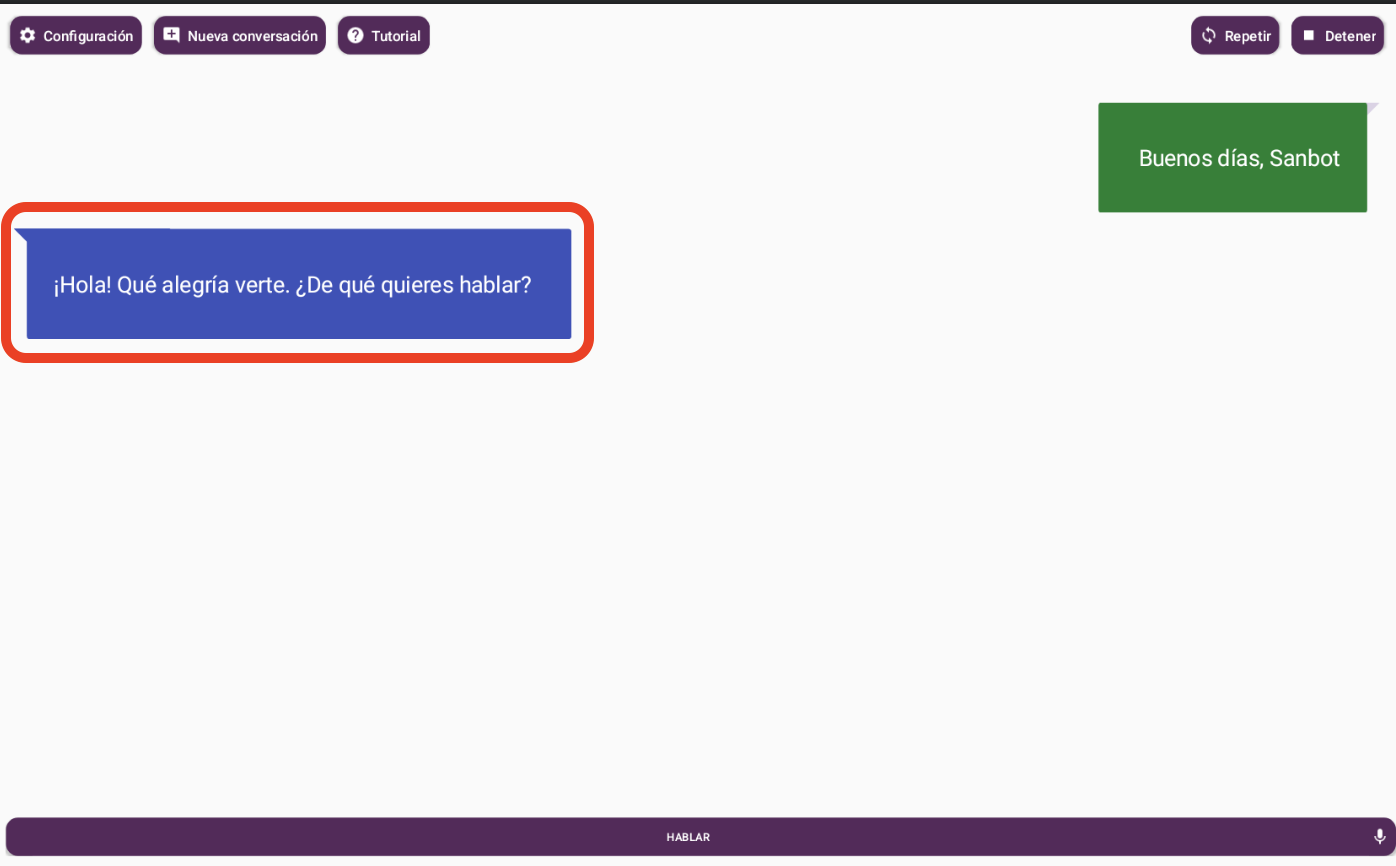 Configuración Nueva conversación Tutorial Repetir Detener
Buenos días, Sanbot
¡Hola! Qué alegría verte. ¿De qué quieres hablar?
HABLAR